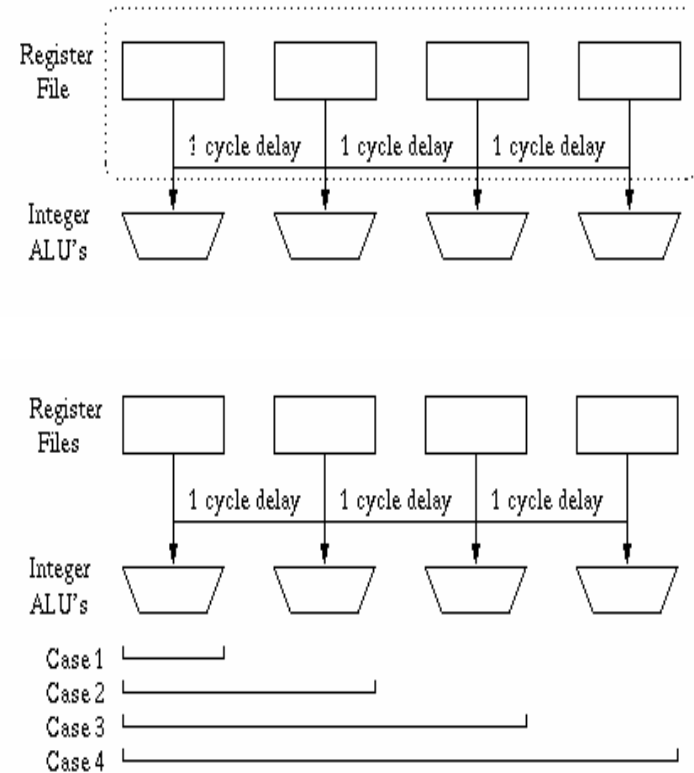 Register
File
1 cycle delay 1 cycle delay 1 cycle delay
Integer
ALU's
Register
Files
1 cycle delay 1 cycle delay 1 cycle delay
Integer
ALU's
Case 1
Case 2
Case 3
Case 4